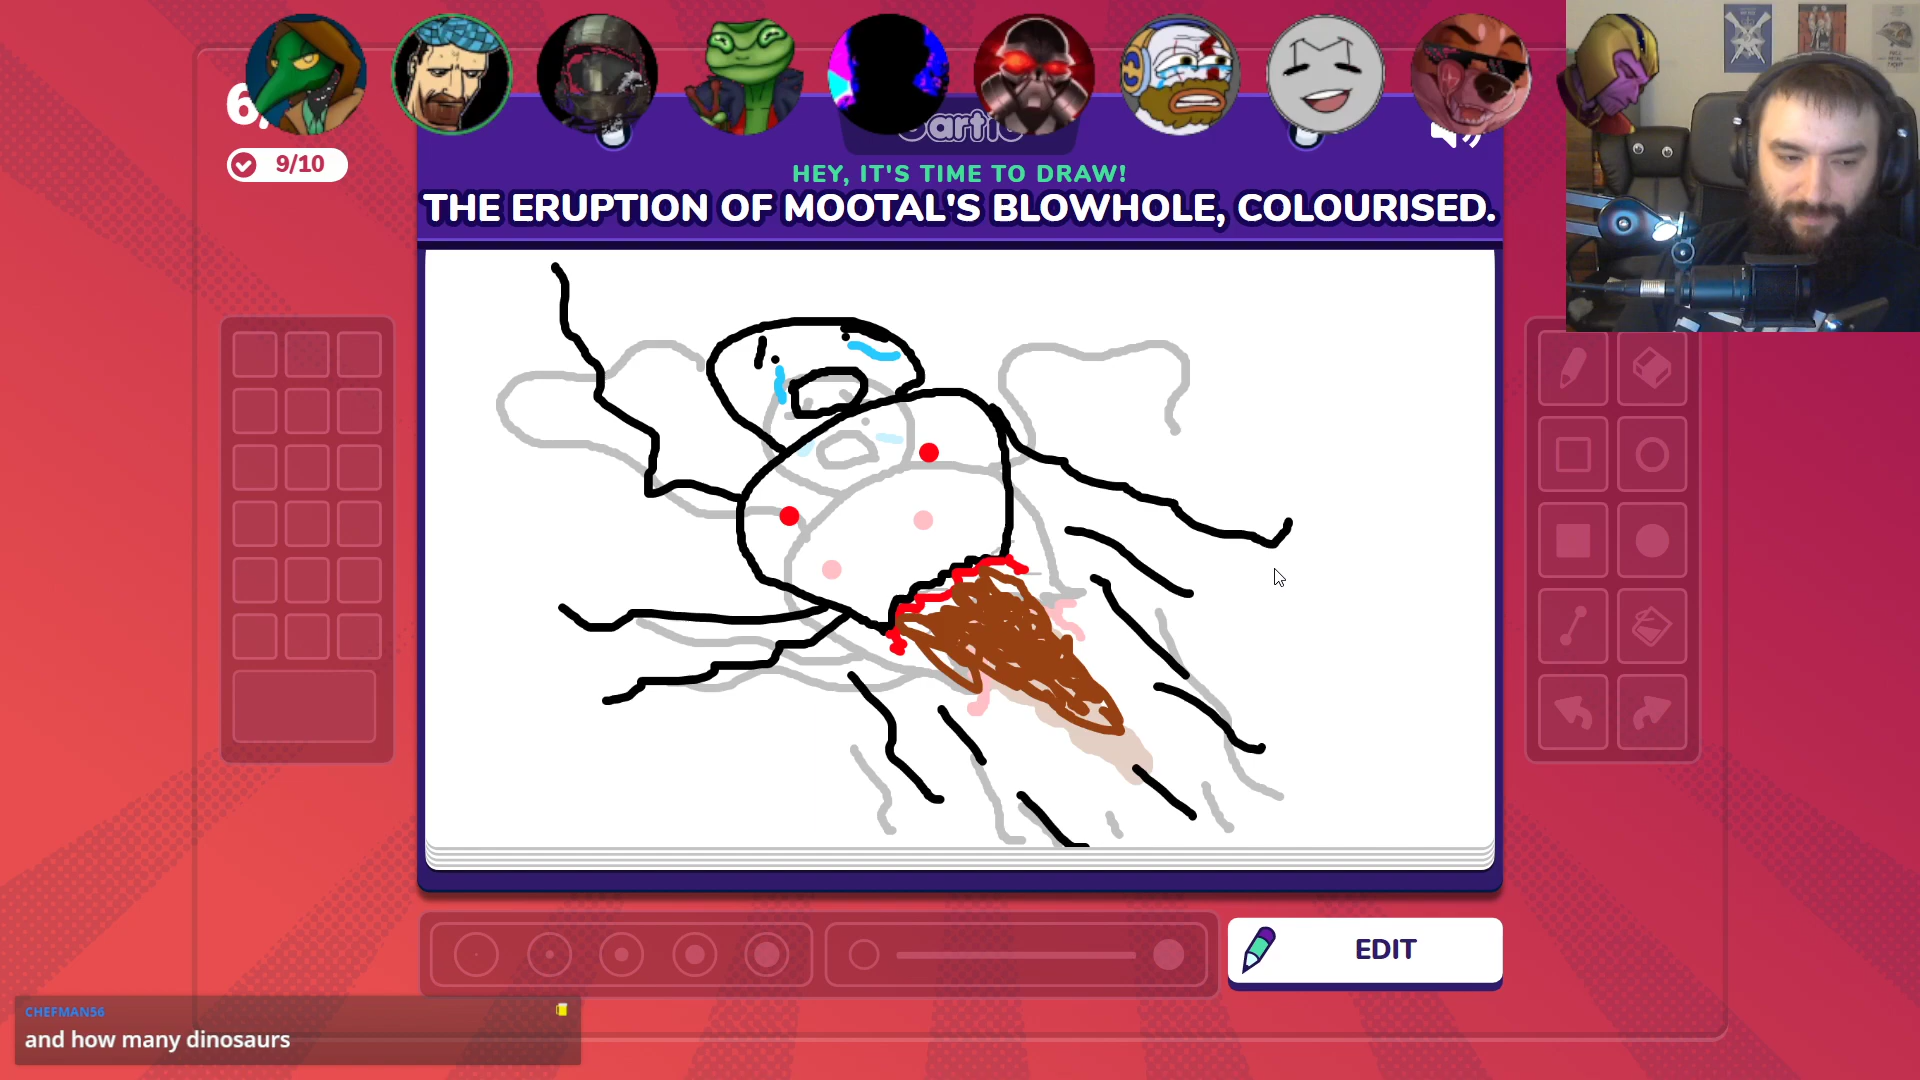 6/
9/10
HEY, IT'S TIME TO DRAW!
THE ERUPTION OF MOOTAL'S BLOWHOLE, COLOURISED.
EDIT
CHEFMAN56
and how many dinosaurs